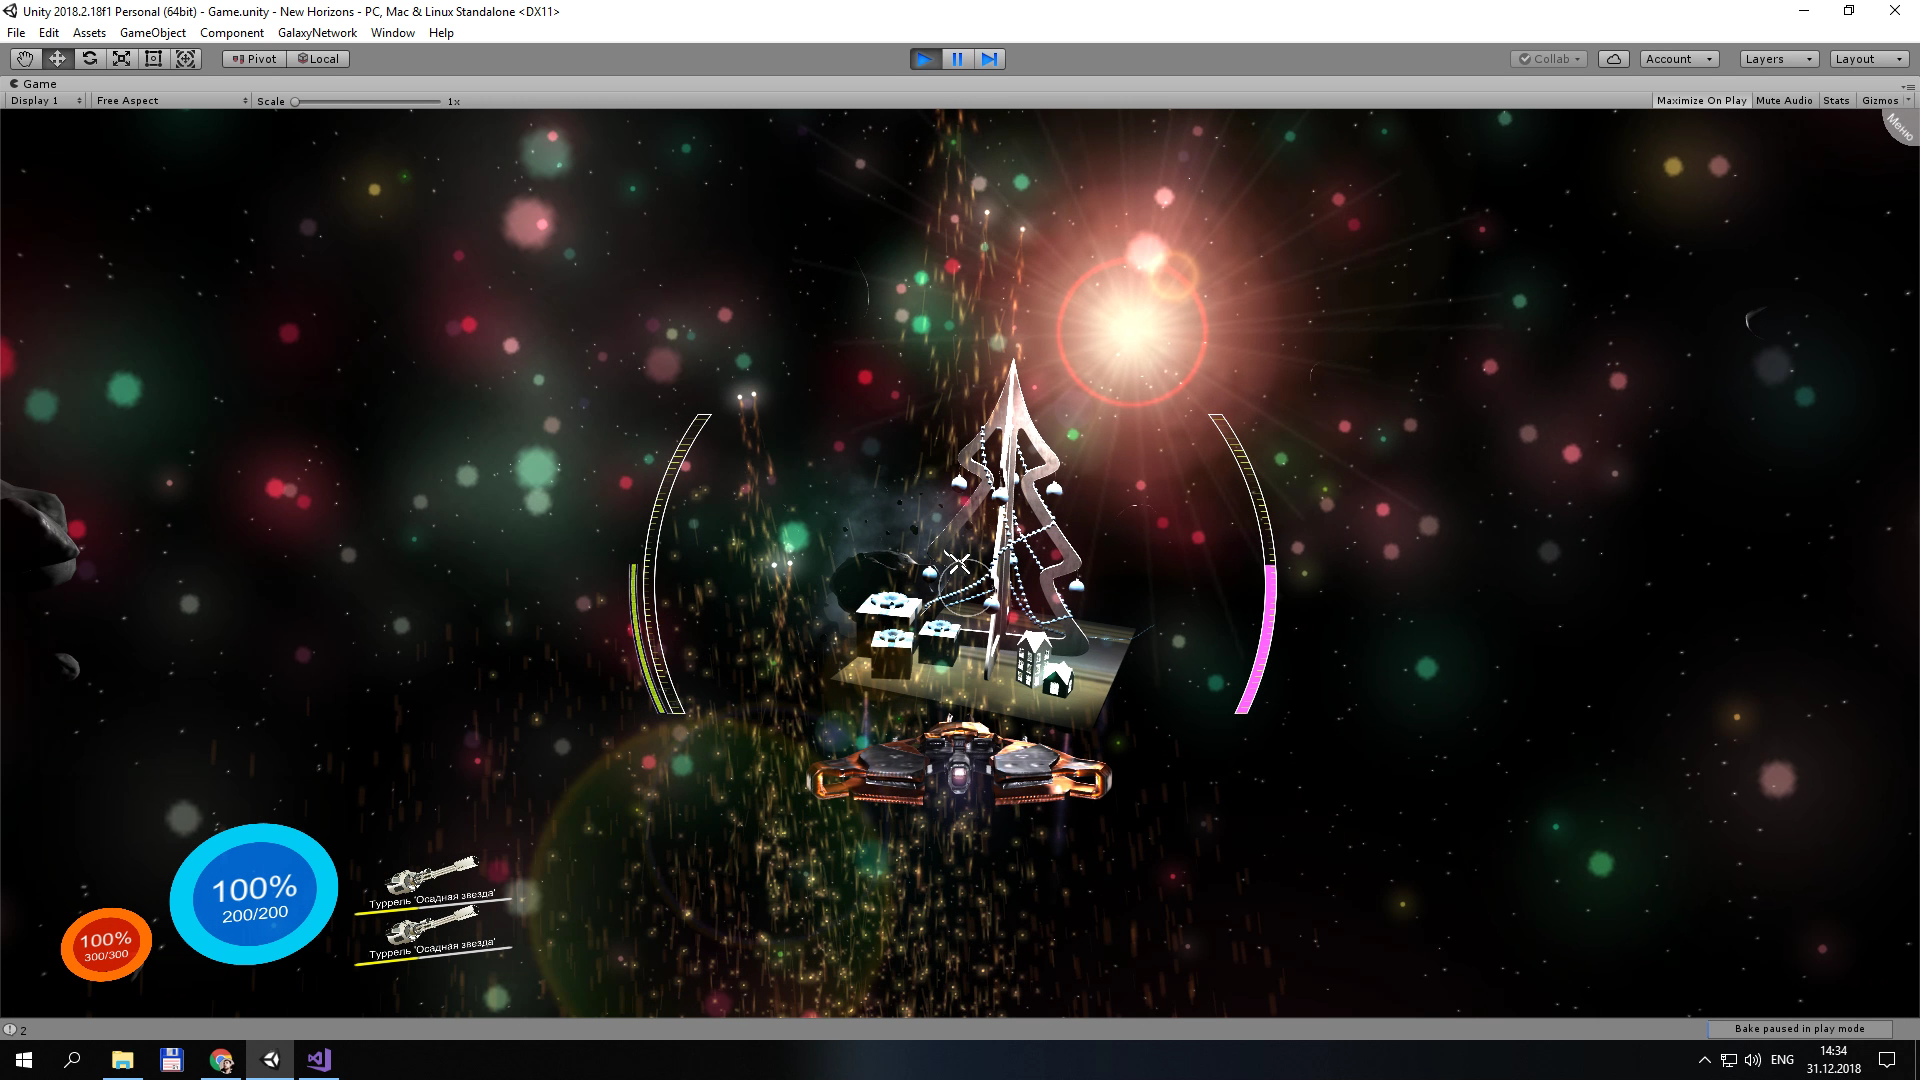 Unity 2018.2.18f1 Personal (64bit) - Game.unity - New Horizons - PC, Mac & Linux Standalone <DX11>
File Edit Assets GameObject Component GalaxyNetwork Window Help
Pivot Local Collab Account Layers Layout
Game
Display 1 Free Aspect Scale 1x Maximize On Play Mute Audio Stats Gizmos
Меню
100%
200/200
100%
300/300
Туррель 'Осадная звезда'
Туррель 'Осадная звезда'
2 Bake paused in play mode
ENG 14:34
31.12.2018